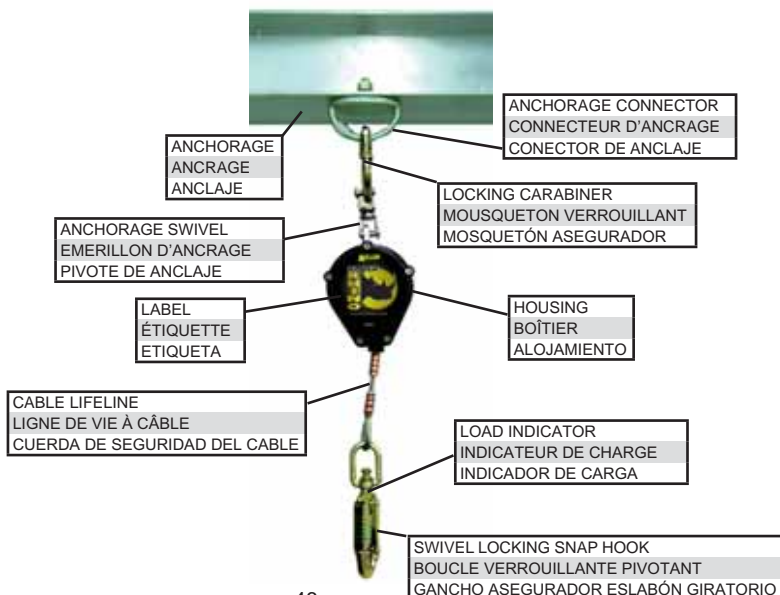 ANCHORAGE CONNECTOR
CONNECTEUR D'ANCRAGE
CONECTOR DE ANCLAJE
ANCHORAGE
ANCRAGE
ANCLAJE
LOCKING CARABINER
MOUSQUETON VERROUILLANT
MOSQUETÓN ASEGURADOR
ANCHORAGE SWIVEL
EMERILLON D'ANCRAGE
PIVOTE DE ANCLAJE
LABEL
ÉTIQUETTE
ETIQUETA
HOUSING
BOÎTIER
ALOJAMIENTO
CABLE LIFELINE
LIGNE DE VIE À CÂBLE
CUERDA DE SEGURIDAD DEL CABLE
LOAD INDICATOR
INDICATEUR DE CHARGE
INDICADOR DE CARGA
SWIVEL LOCKING SNAP HOOK
BOUCLE VERROUILLANTE PIVOTANT
GANCHO ASEGURADOR ESLABÓN GIRATORIO